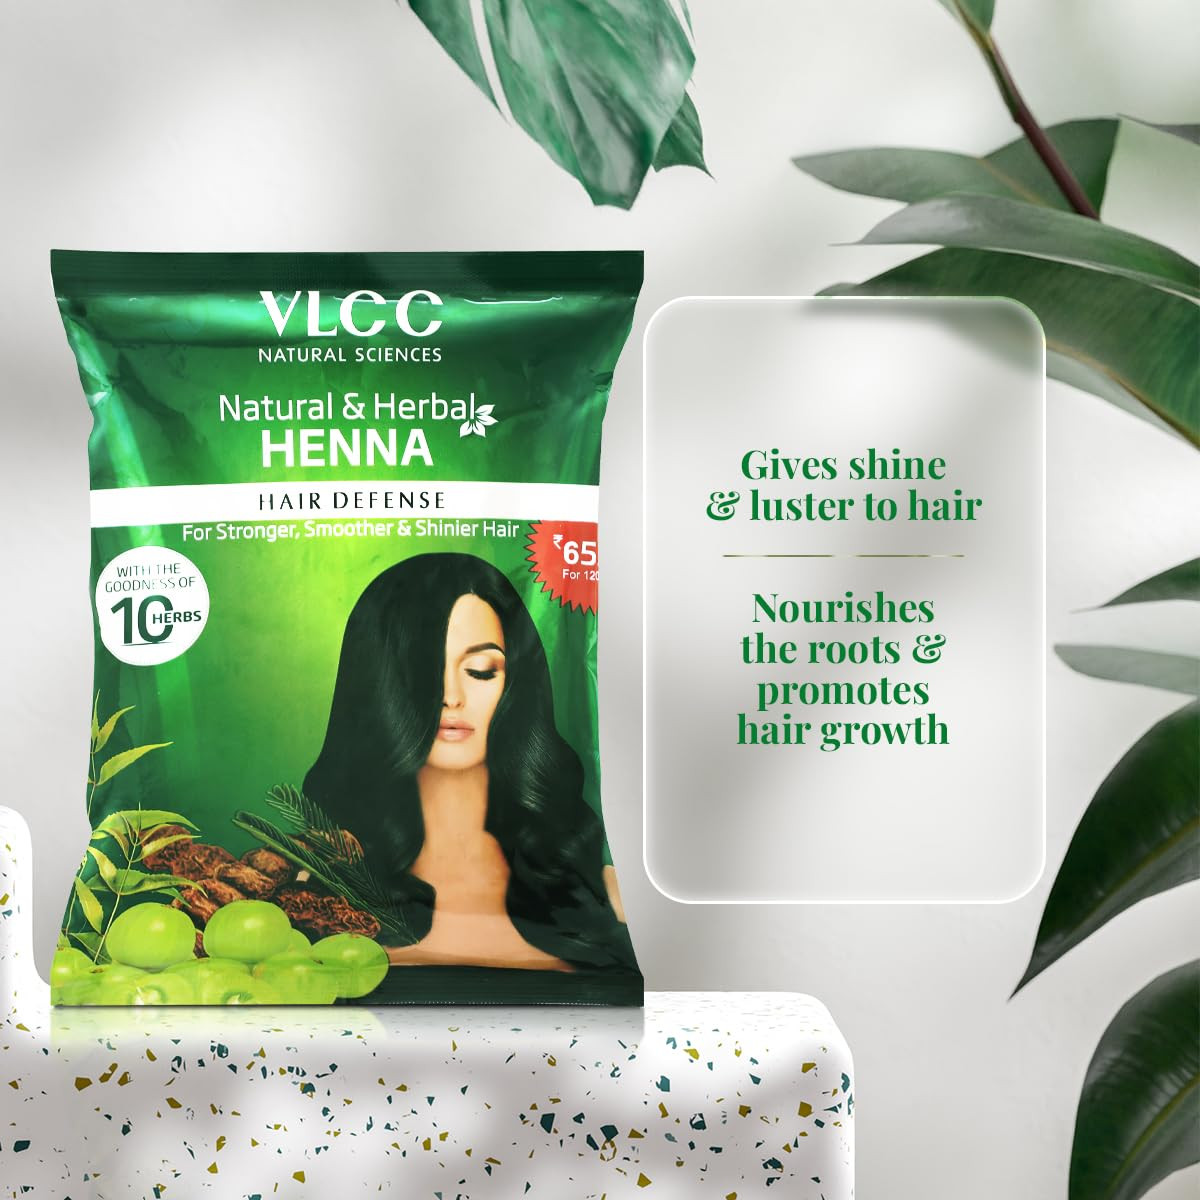 VLCC
NATURAL SCIENCES
Natural & Herbal
HENNA
HAIR DEFENSE
For Stronger, Smoother & Shinier Hair
₹65
For 120
WITH THE
GOODNESS OF
10 HERBS
Gives shine
& luster to hair
Nourishes
the roots &
promotes
hair growth